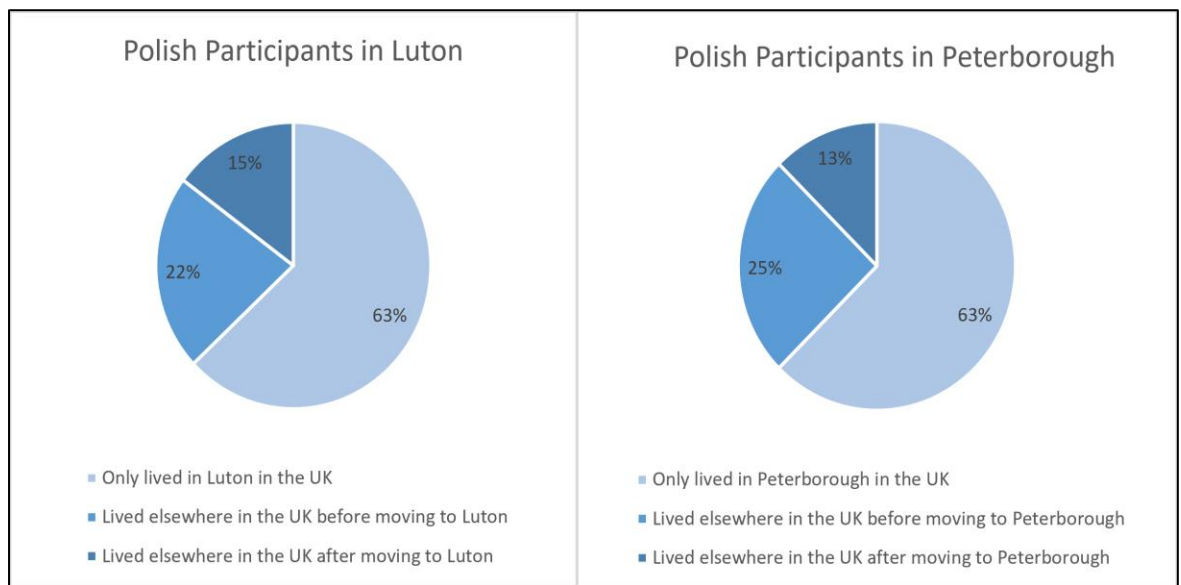 Polish Participants in Luton
15%
22%
63%
Only lived in Luton in the UK
Lived elsewhere in the UK before moving to Luton
Lived elsewhere in the UK after moving to Luton
Polish Participants in Peterborough
13%
25%
63%
Only lived in Peterborough in the UK
Lived elsewhere in the UK before moving to Peterborough
Lived elsewhere in the UK after moving to Peterborough